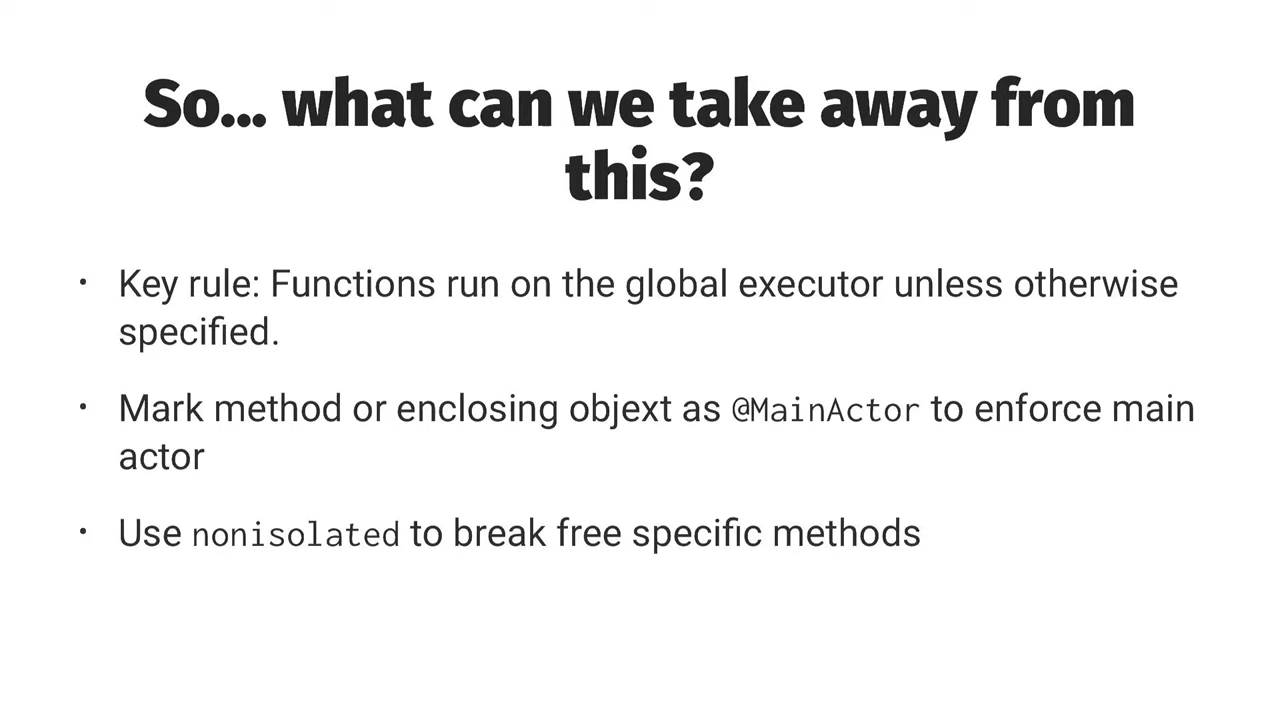 So... what can we take away from
this?
• Key rule: Functions run on the global executor unless otherwise
specified.
• Mark method or enclosing objext as @MainActor to enforce main
actor
• Use nonisolated to break free specific methods